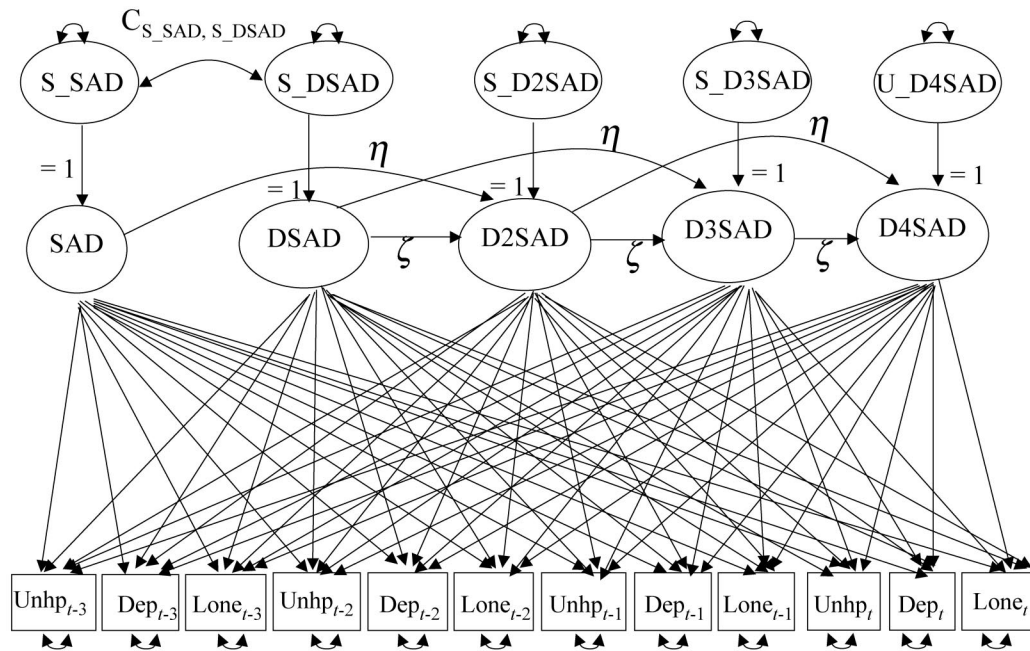 C_{S_SAD, S_DSAD}
S_SAD
S_DSAD
S_D2SAD
S_D3SAD
U_D4SAD
= 1
η
= 1
η
= 1
η
= 1
= 1
SAD
DSAD
ζ
D2SAD
ζ
D3SAD
ζ
D4SAD
Unhp_{t-3}
Dep_{t-3}
Lone_{t-3}
Unhp_{t-2}
Dep_{t-2}
Lone_{t-2}
Unhp_{t-1}
Dep_{t-1}
Lone_{t-1}
Unhp_t
Dep_t
Lone_t